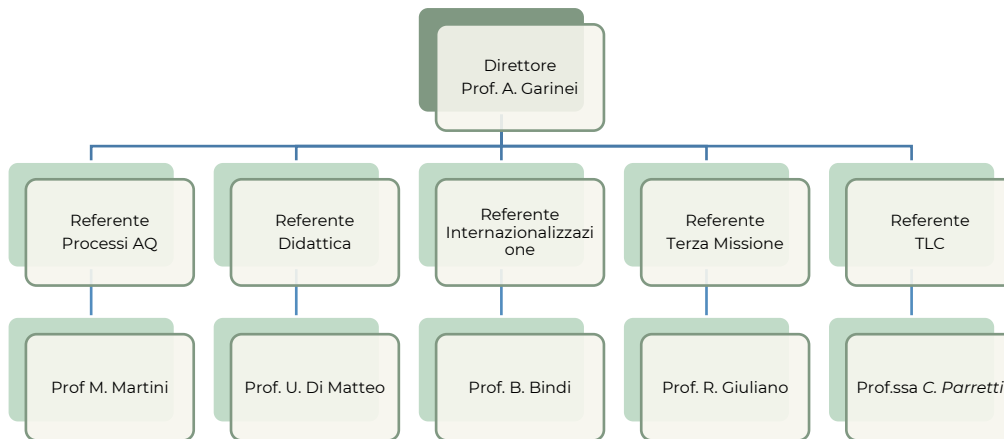 Direttore
Prof. A. Garinei
Referente
Processi AQ
Referente
Didattica
Referente
Internazionalizzazi
one
Referente
Terza Missione
Referente
TLC
Prof M. Martini
Prof. U. Di Matteo
Prof. B. Bindi
Prof. R. Giuliano
Prof.ssa C. Parretti